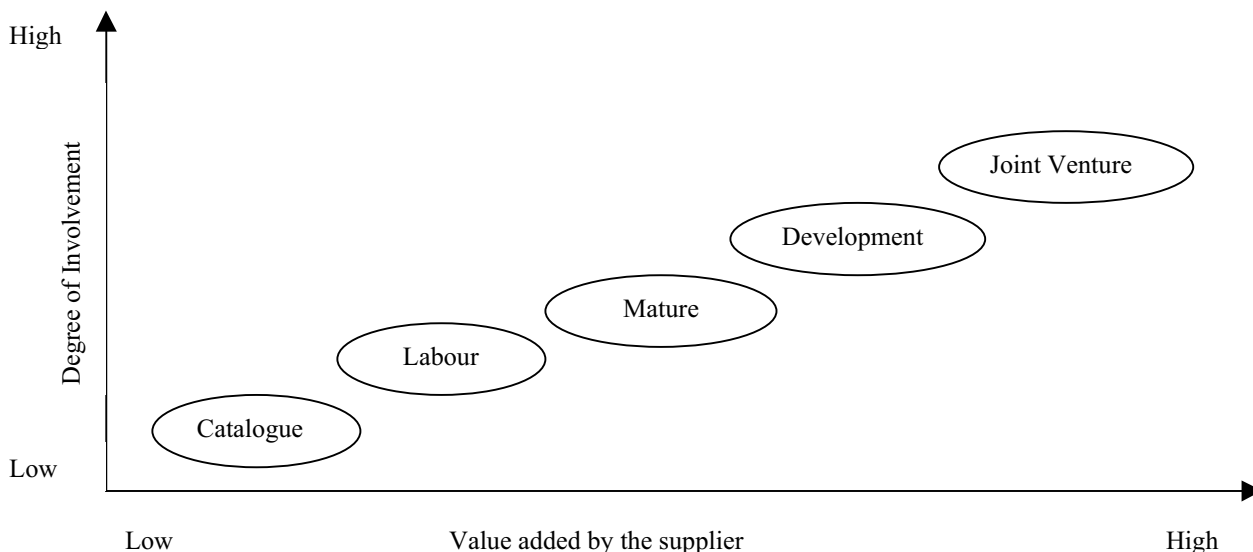 High
Joint Venture
Development
Degree of Involvement
Mature
Labour
Catalogue
Low
Low Value added by the supplier High